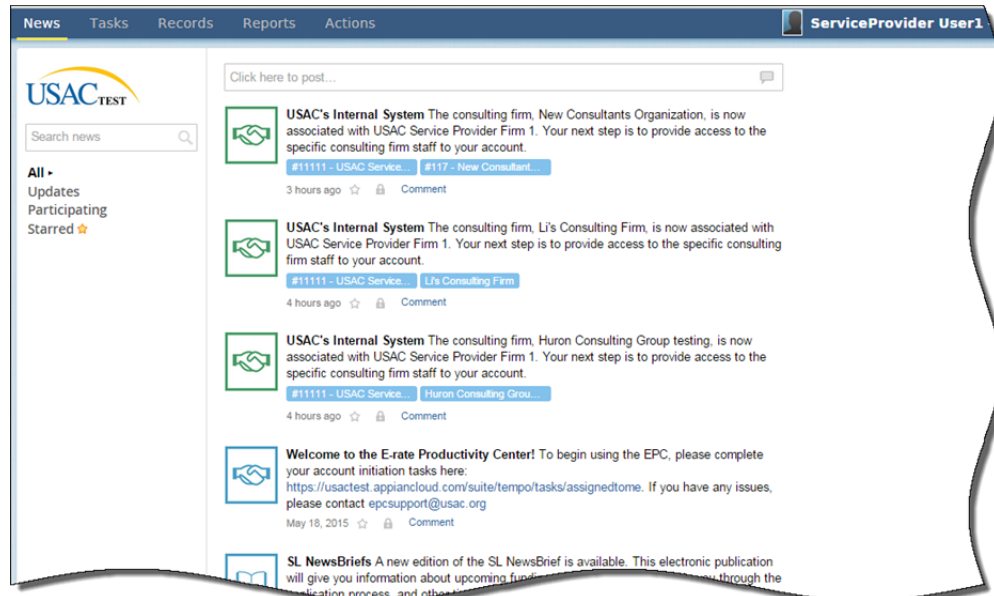 News Tasks Records Reports Actions ServiceProvider User1
USAC TEST
Search news
All
Updates
Participating
Starred
Click here to post...
USAC's Internal System The consulting firm, New Consultants Organization, is now
associated with USAC Service Provider Firm 1. Your next step is to provide access to the
specific consulting firm staff to your account.
#11111 - USAC Service... #117 - New Consultant...
3 hours ago Comment
USAC's Internal System The consulting firm, Li's Consulting Firm, is now associated with
USAC Service Provider Firm 1. Your next step is to provide access to the specific consulting
firm staff to your account.
#11111 - USAC Service... Li's Consulting Firm
4 hours ago Comment
USAC's Internal System The consulting firm, Huron Consulting Group testing, is now
associated with USAC Service Provider Firm 1. Your next step is to provide access to the
specific consulting firm staff to your account.
#11111 - USAC Service... Huron Consulting Grou...
4 hours ago Comment
Welcome to the E-rate Productivity Center! To begin using the EPC, please complete
your account initiation tasks here:
https://usactest.appiancloud.com/suite/tempo/tasks/assignedtome. If you have any issues,
please contact epcsupport@usac.org
May 18, 2015 Comment
SL NewsBriefs A new edition of the SL NewsBrief is available. This electronic publication
will give you information about upcoming through the
process, and other